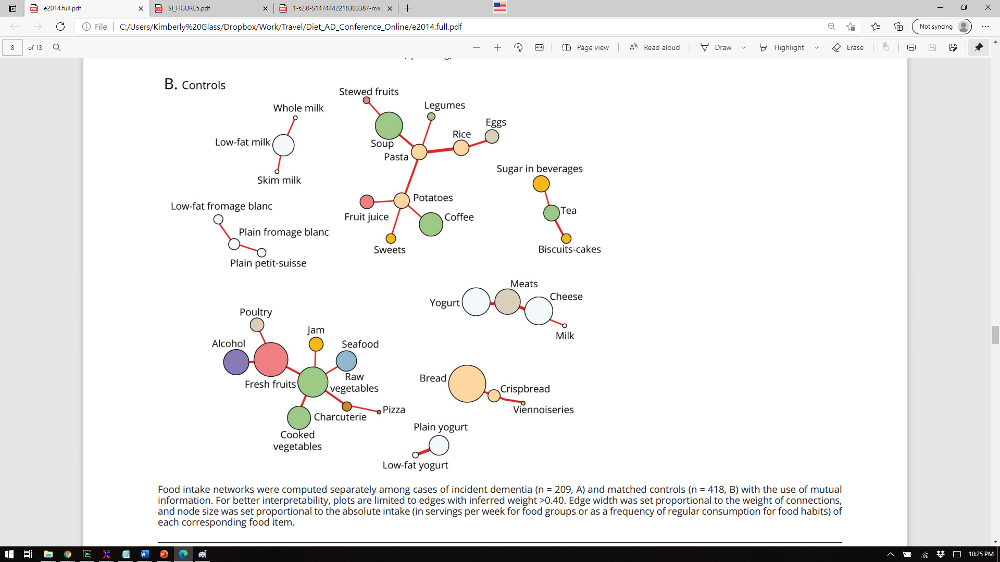 e2014.full.pdf
SI_FIGURE5.pdf
1-s2.0-S1474442218303387-mai
File
C:/Users/Kimberly%20Glass/Dropbox/Work/Travel/Diet_AD_Conference_Online/e2014.full.pdf
Not syncing
8 of 13
Page view
Read aloud
Draw
Highlight
Erase
B. Controls
Stewed fruits
Legumes
Whole milk
Eggs
Rice
Low-fat milk
Soup
Pasta
Sugar in beverages
Skim milk
Potatoes
Low-fat fromage blanc
Tea
Fruit juice
Coffee
Plain fromage blanc
Sweets
Biscuits-cakes
Plain petit-suisse
Meats
Cheese
Yogurt
Poultry
Jam
Milk
Alcohol
Seafood
Raw
vegetables
Fresh fruits
Bread
Crispbread
Pizza
Viennoiseries
Charcuterie
Cooked
vegetables
Plain yogurt
Low-fat yogurt
Food intake networks were computed separately among cases of incident dementia (n = 209, A) and matched controls (n = 418, B) with the use of mutual
information. For better interpretability, plots are limited to edges with inferred weight >0.40. Edge width was set proportional to the weight of connections,
and node size was set proportional to the absolute intake (in servings per week for food groups or as a frequency of regular consumption for food habits) of
each corresponding food item.
10:25 PM